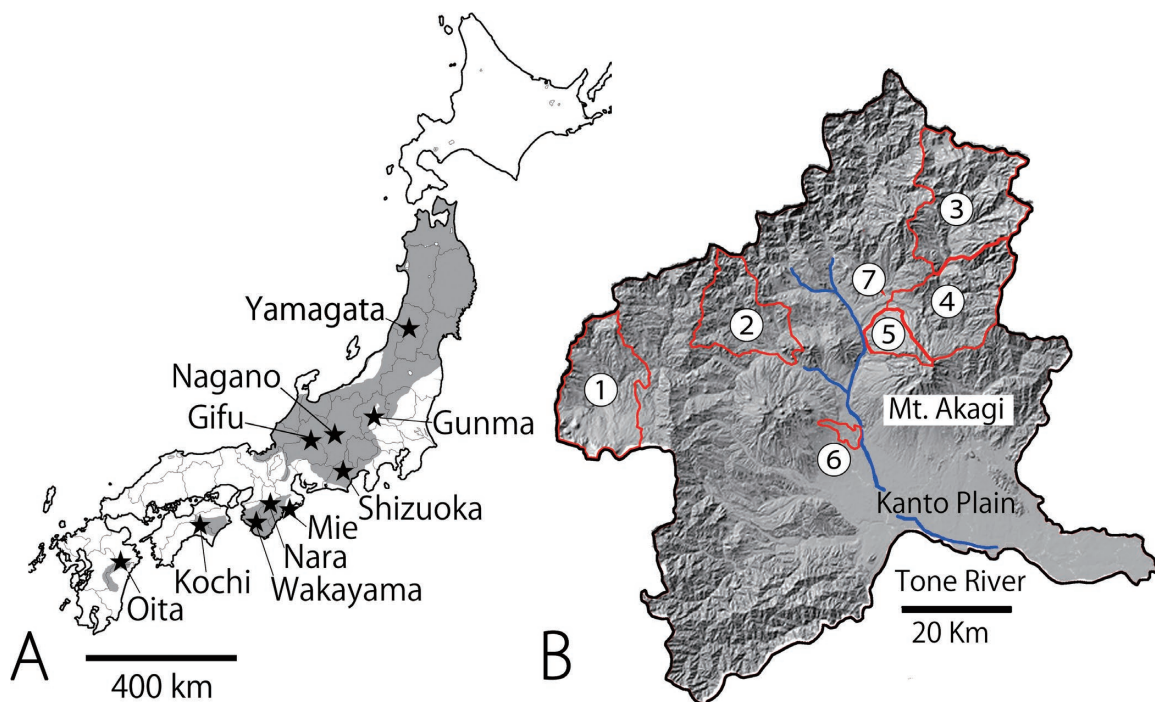 Yamagata
Nagano
Gifu
Gunma
Shizuoka
Mie
Nara
Wakayama
Kochi
Oita
A
400 km
1
2
3
4
5
6
7
Mt. Akagi
Kanto Plain
Tone River
20 Km
B